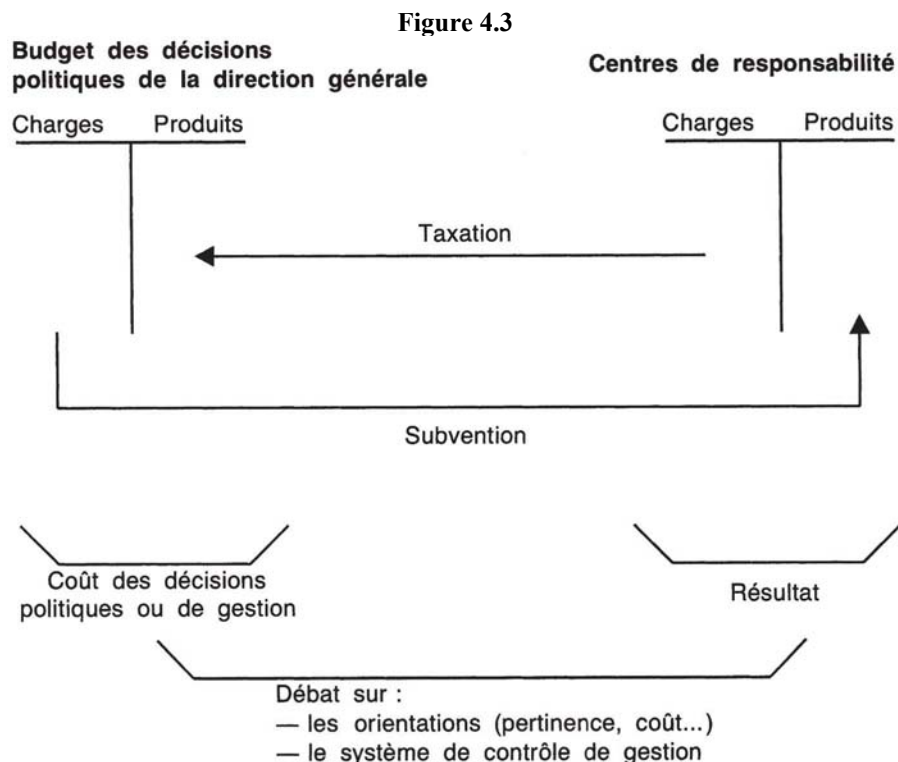 Figure 4.3
Budget des décisions
politiques de la direction générale
Centres de responsabilité
Charges Produits
Charges Produits
Taxation
Subvention
Coût des décisions
politiques ou de gestion
Résultat
Débat sur :
— les orientations (pertinence, coût...)
— le système de contrôle de gestion